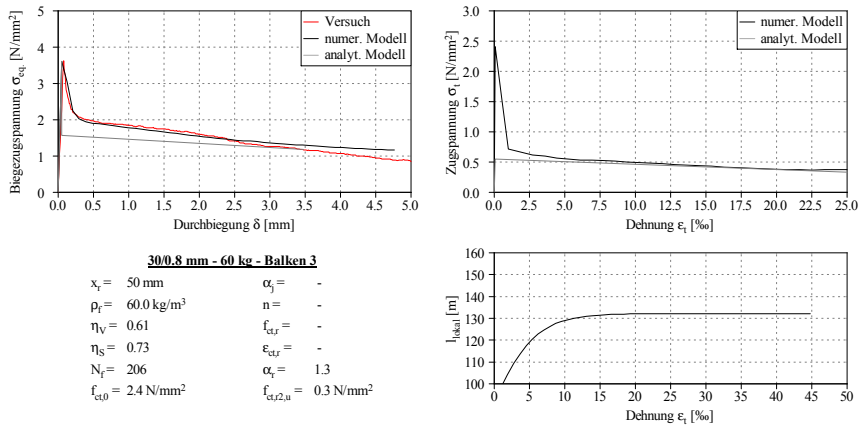 Biegezugspannung σeq. [N/mm²]
5
4
3
2
1
0
Versuch
numer. Modell
analyt. Modell
0.0 0.5 1.0 1.5 2.0 2.5 3.0 3.5 4.0 4.5 5.0
Durchbiegung δ [mm]
Zugspannung σt [N/mm²]
3.0
2.5
2.0
1.5
1.0
0.5
0.0
numer. Modell
analyt. Modell
0.0 2.5 5.0 7.5 10.0 12.5 15.0 17.5 20.0 22.5 25.0
Dehnung εt [‰]
30/0.8 mm - 60 kg - Balken 3
xr = 50 mm αj = -
ρf = 60.0 kg/m³ n = -
ηV = 0.61 fct,r = -
ηS = 0.73 εct,r = -
Nf = 206 αr = 1.3
fct,0 = 2.4 N/mm² fct,r2,u = 0.3 N/mm²
llokal [m]
160
150
140
130
120
110
100
0 5 10 15 20 25 30 35 40 45 50
Dehnung εt [‰]